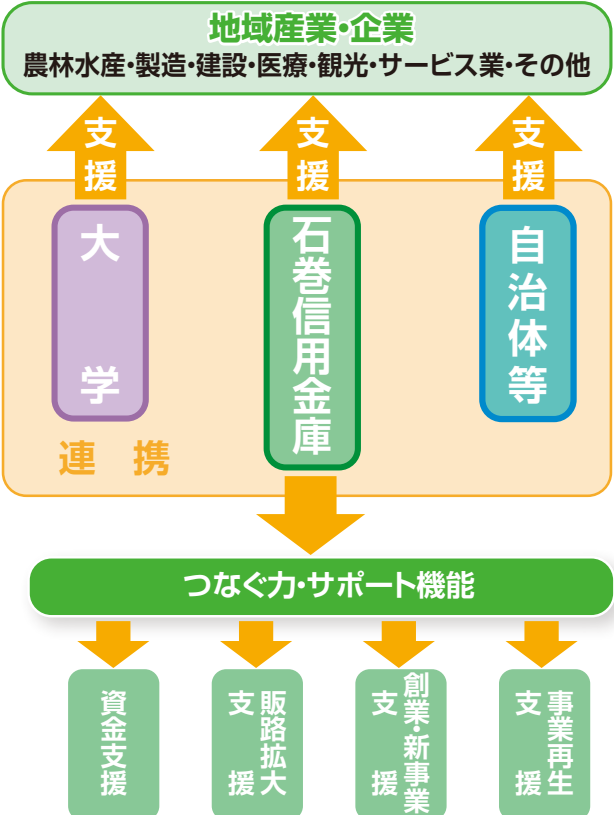 地域産業・企業
農林水産・製造・建設・医療・観光・サービス業・その他
支援
支援
支援
大学
石巻信用金庫
自治体等
連携
つなぐ力・サポート機能
資金支援
販路拡大
支援
創業・新事業
支援
事業再生
支援